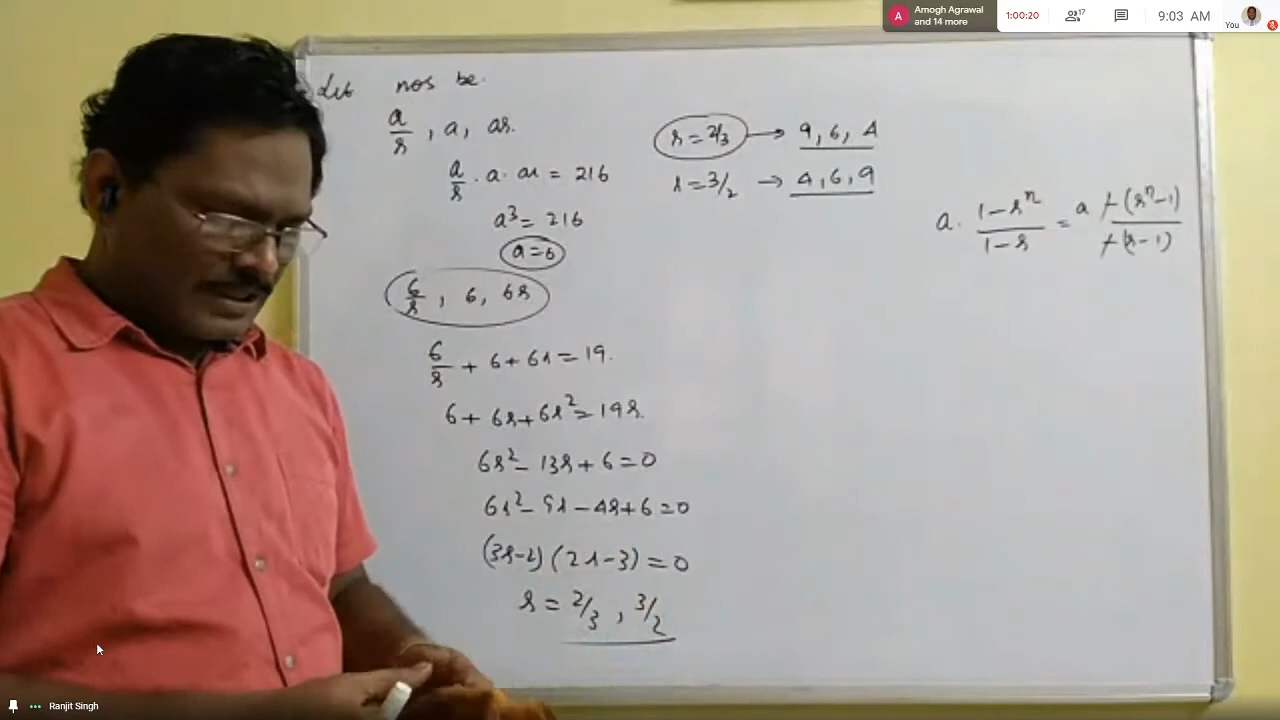 Amogh Agrawal
and 14 more
1:00:20
17
9:03 AM
You
Let nos be.
a/r, a, ar.
a/r . a . ar = 216
a³ = 216
a=6
6/r, 6, 6r
6/r + 6 + 6r = 19.
6 + 6r + 6r² = 19r.
6r² - 13r + 6 = 0
6r² - 9r - 4r + 6 = 0
(3r-2) (2r-3) = 0
r = 2/3, 3/2
r = 2/3 → 9, 6, 4
r = 3/2 → 4, 6, 9
a . (1-rⁿ)/(1-r) = a -(rⁿ-1)/-(r-1)
Ranjit Singh